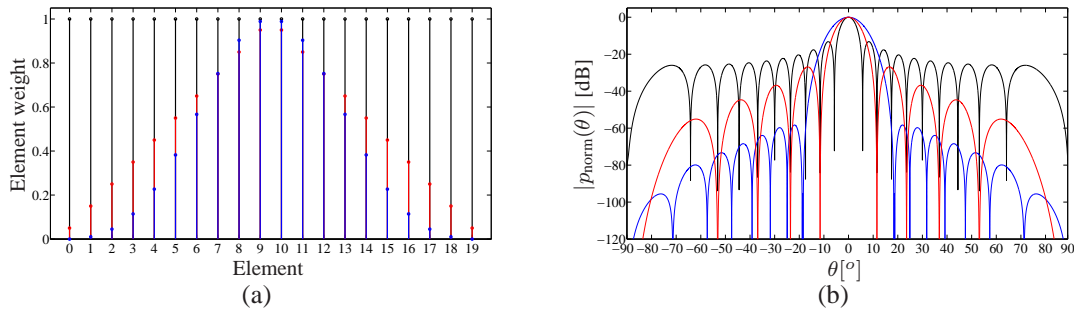 1
0.8
0.6
0.4
0.2
0
Element weight
0 1 2 3 4 5 6 7 8 9 10 11 12 13 14 15 16 17 18 19
Element
(a)
0
−20
−40
−60
−80
−100
−120
|p_norm(θ)| [dB]
−90 −80 −70 −60 −50 −40 −30 −20 −10 0 10 20 30 40 50 60 70 80 90
θ[°]
(b)